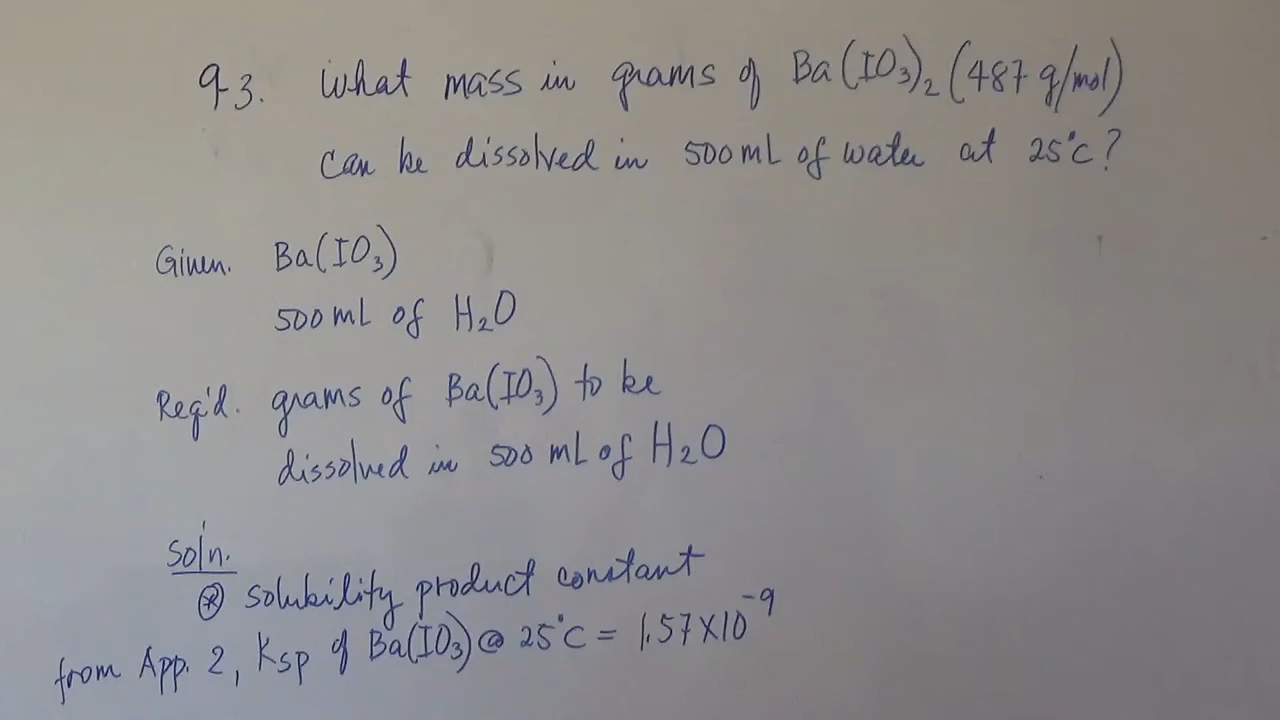 9-3. What mass in grams of Ba(IO₃)₂ (487 g/mol)
can be dissolved in 500 mL of water at 25°C?
Given. Ba(IO₃)
500 mL of H₂O
Req'd. grams of Ba(IO₃) to be
dissolved in 500 mL of H₂O
Sol'n.
⊛ solubility product constant
from App. 2, Ksp of Ba(IO₃) @ 25°C = 1.57 X 10⁻⁹